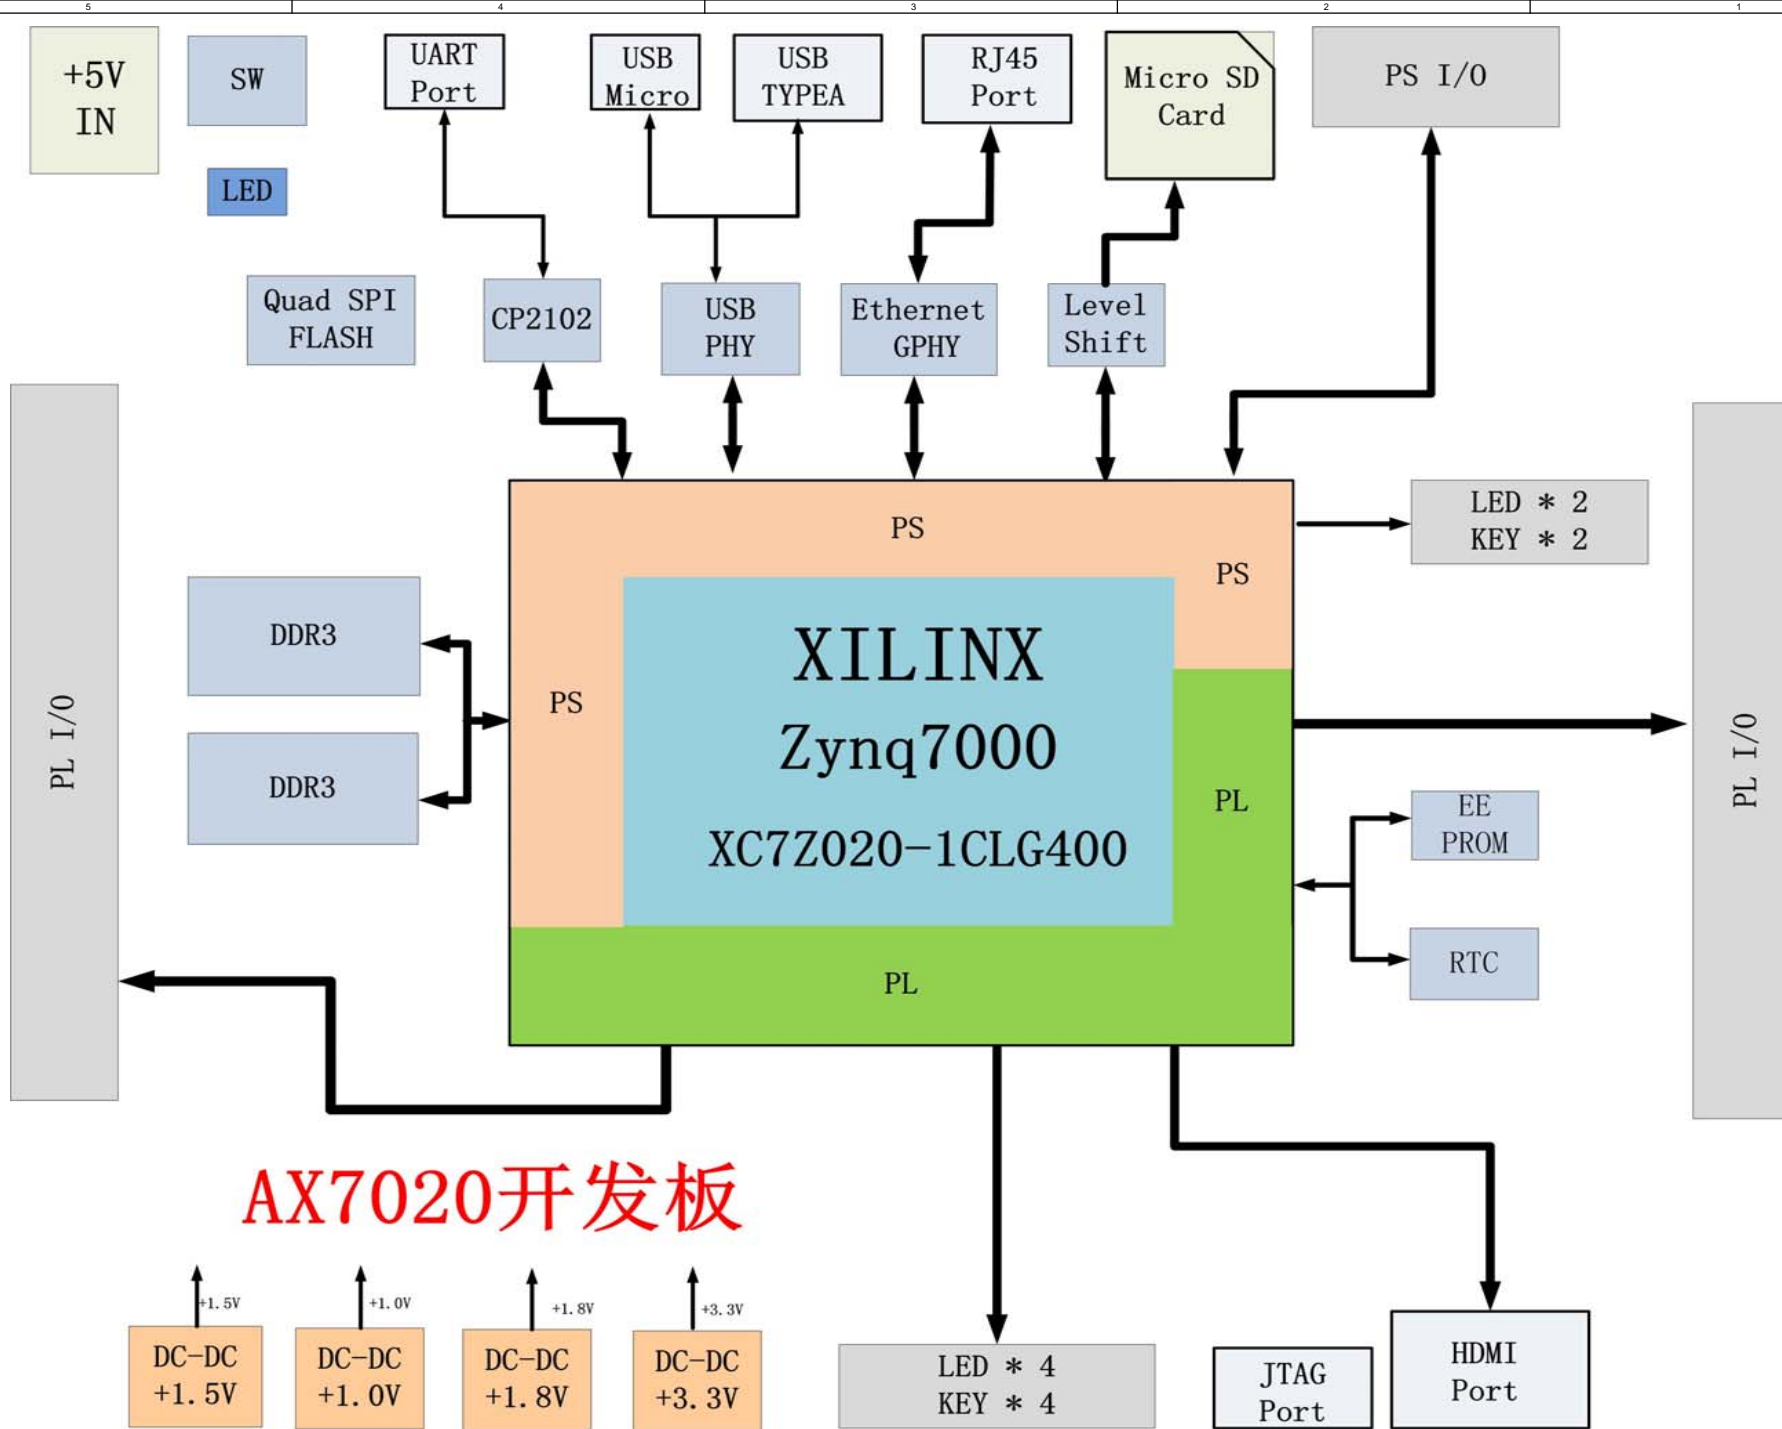 5
4
3
2
1
+5V
IN
SW
LED
UART
Port
USB
Micro
USB
TYPEA
RJ45
Port
Micro SD
Card
PS I/O
Quad SPI
FLASH
CP2102
USB
PHY
Ethernet
GPHY
Level
Shift
PL I/O
PS
PS
LED * 2
KEY * 2
DDR3
DDR3
PS
XILINX
Zynq7000
XC7Z020-1CLG400
PL
PL
PL I/O
EE
PROM
RTC
AX7020开发板
+1.5V
+1.0V
+1.8V
+3.3V
DC-DC
+1.5V
DC-DC
+1.0V
DC-DC
+1.8V
DC-DC
+3.3V
LED * 4
KEY * 4
JTAG
Port
HDMI
Port